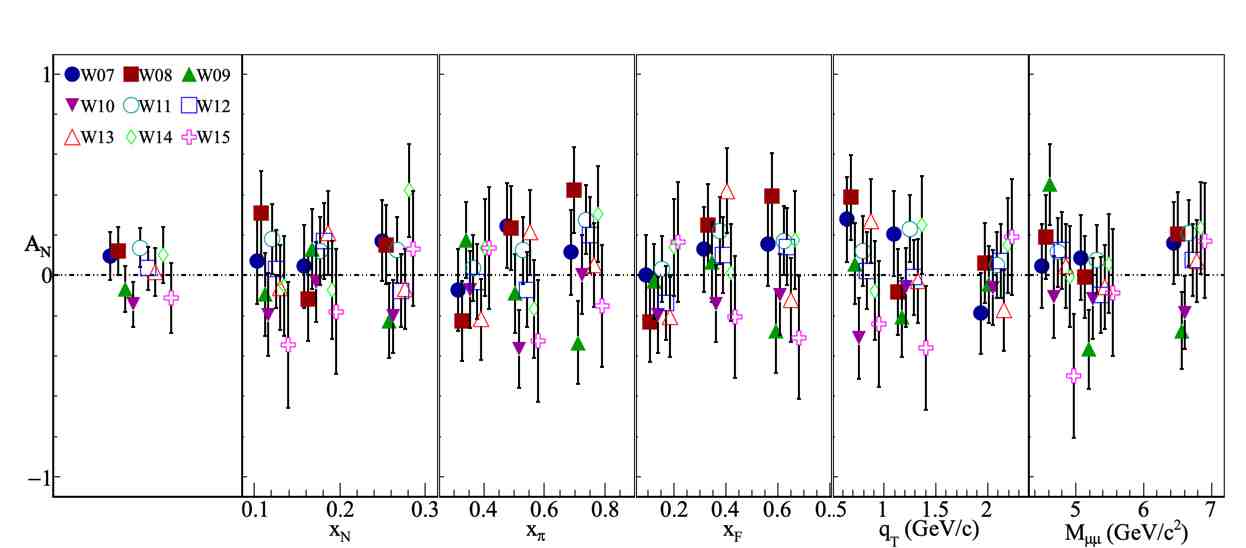 1
W07 W08 W09
W10 W11 W12
W13 W14 W15
A_N
0
−1
0.1 0.2 0.3 0.4 0.6 0.8 0.2 0.4 0.6 0.8 0.5 1 1.5 2 5 6 7
x_N x_π x_F q_T (GeV/c) M_μμ (GeV/c²)